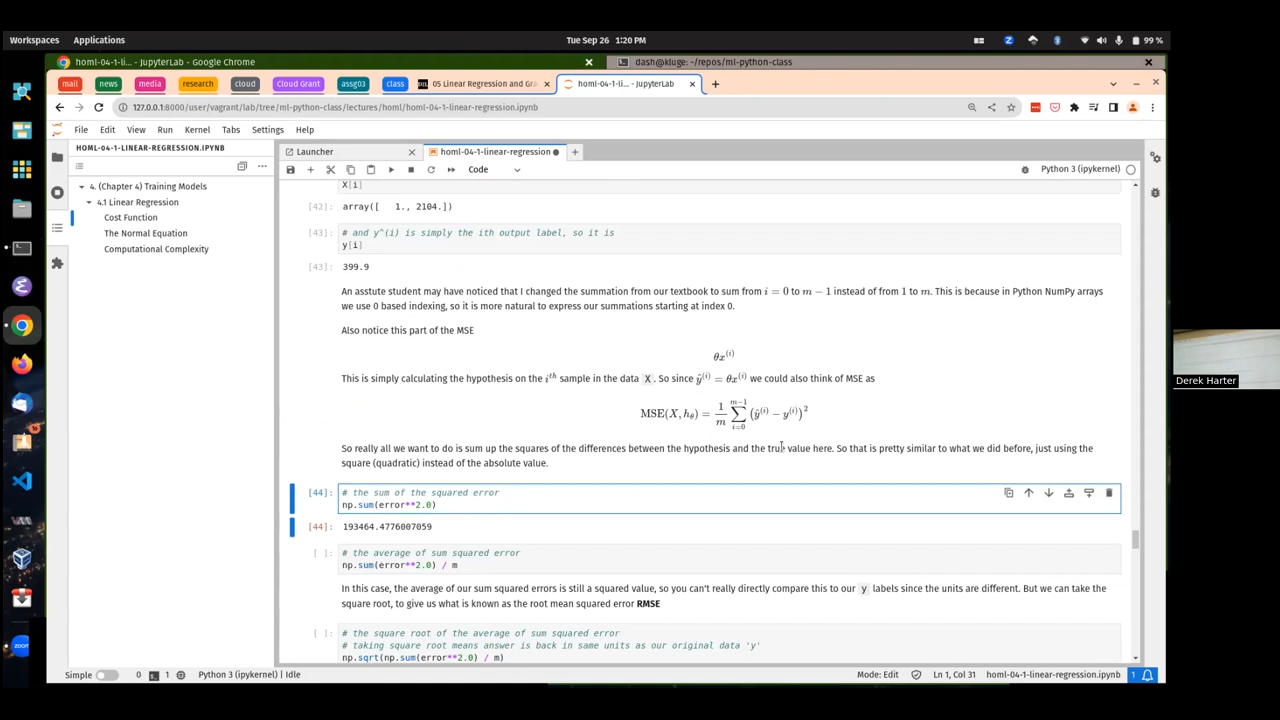 Workspaces Applications Tue Sep 26 1:20 PM 99 %
homl-04-1-li... - JupyterLab - Google Chrome dash@kluge: ~/repos/ml-python-class
mail news media research cloud Cloud Grant assg03 class 05 Linear Regression and Gra homl-04-1-li... - JupyterLab
127.0.0.1:8000/user/vagrant/lab/tree/ml-python-class/lectures/homl/homl-04-1-linear-regression.ipynb
File Edit View Run Kernel Tabs Settings Help
HOML-04-1-LINEAR-REGRESSION.IPYNB
Launcher homl-04-1-linear-regression
Code Python 3 (ipykernel)
4. (Chapter 4) Training Models
4.1 Linear Regression
Cost Function
The Normal Equation
Computational Complexity
X[i]
[42]: array([ 1., 2104.])
[43]: # and y^(i) is simply the ith output label, so it is
y[i]
[43]: 399.9
An asstute student may have noticed that I changed the summation from our textbook to sum from i = 0 to m − 1 instead of from 1 to m. This is because in Python NumPy arrays
we use 0 based indexing, so it is more natural to express our summations starting at index 0.
Also notice this part of the MSE
θx^(i)
This is simply calculating the hypothesis on the i^th sample in the data X. So since ŷ^(i) = θx^(i) we could also think of MSE as
MSE(X, h_θ) = 1/m ∑_{i=0}^{m−1} (ŷ^(i) − y^(i))^2
So really all we want to do is sum up the squares of the differences between the hypothesis and the true value here. So that is pretty similar to what we did before, just using the
square (quadratic) instead of the absolute value.
[44]: # the sum of the squared error
np.sum(error**2.0)
[44]: 193464.4776007059
[ ]: # the average of sum squared error
np.sum(error**2.0) / m
In this case, the average of our sum squared errors is still a squared value, so you can't really directly compare this to our y labels since the units are different. But we can take the
square root, to give us what is known as the root mean squared error RMSE
[ ]: # the square root of the average of sum squared error
# taking square root means answer is back in same units as our original data 'y'
np.sqrt(np.sum(error**2.0) / m)
Simple 0 1 Python 3 (ipykernel) | Idle Mode: Edit Ln 1, Col 31 homl-04-1-linear-regression.ipynb 1
Derek Harter